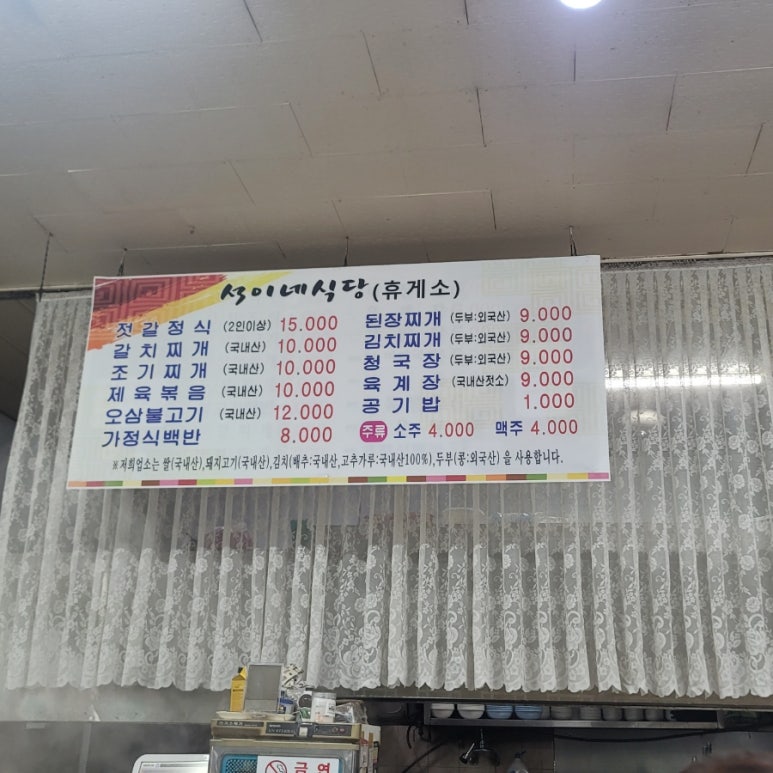 석이네식당(휴게소)
젓갈정식 (2인이상) 15.000
갈치찌개 (국내산) 10.000
조기찌개 (국내산) 10.000
제육볶음 (국내산) 10.000
오삼불고기 (국내산) 12.000
가정식백반 8.000
된장찌개 (두부:외국산) 9.000
김치찌개 (두부:외국산) 9.000
청국장 (두부:외국산) 9.000
육계장 (국내산젓소) 9.000
공기밥 1.000
주류 소주 4.000 맥주 4.000
※저희업소는 쌀(국내산),돼지고기(국내산),김치(배추:국내산,고추가루:국내산100%),두부(콩:외국산) 을 사용합니다.
금연